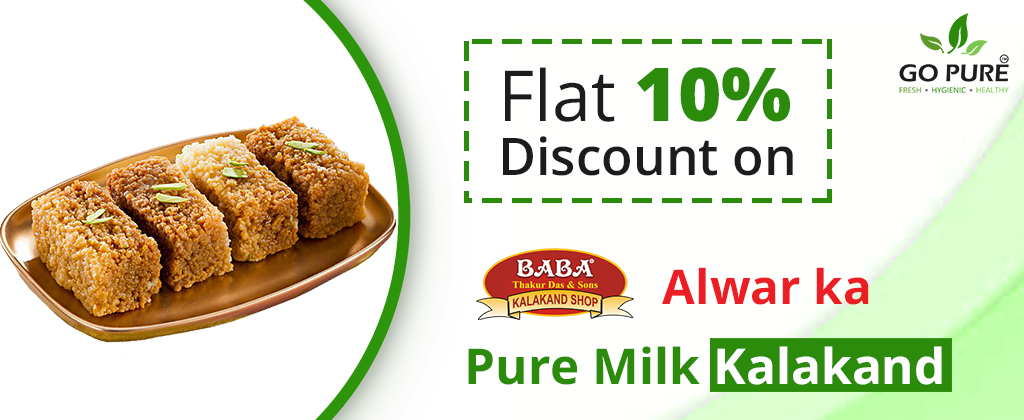 GO PURE
FRESH • HYGIENIC • HEALTHY
Flat 10%
Discount on
BABA®
Thakur Das & Sons
KALAKAND SHOP
Alwar ka
Pure Milk Kalakand